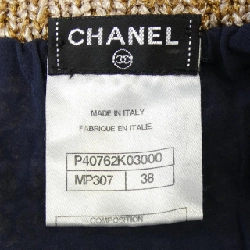 CHANEL
MADE IN ITALY
FABRIQUE EN ITALIE
P40762K03000
MP307 38
COMPOSITION